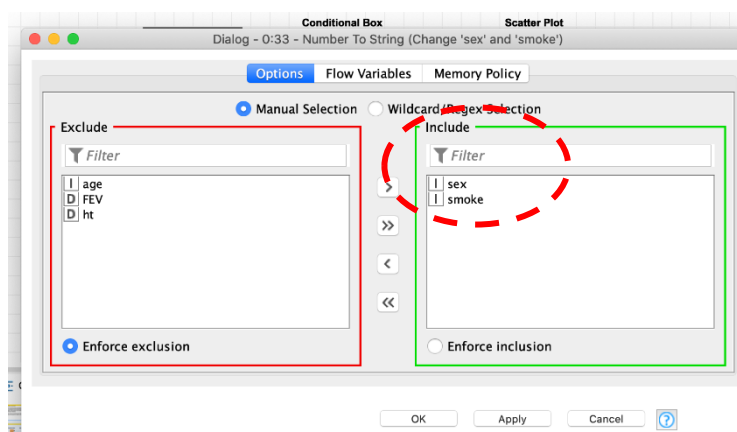 Conditional Box Scatter Plot
Dialog - 0:33 - Number To String (Change 'sex' and 'smoke')
Options Flow Variables Memory Policy
Manual Selection Wildcard/Regex Selection
Exclude Include
Filter Filter
I age I sex
D FEV I smoke
D ht
>
>>
<
<<
Enforce exclusion Enforce inclusion
OK Apply Cancel ?